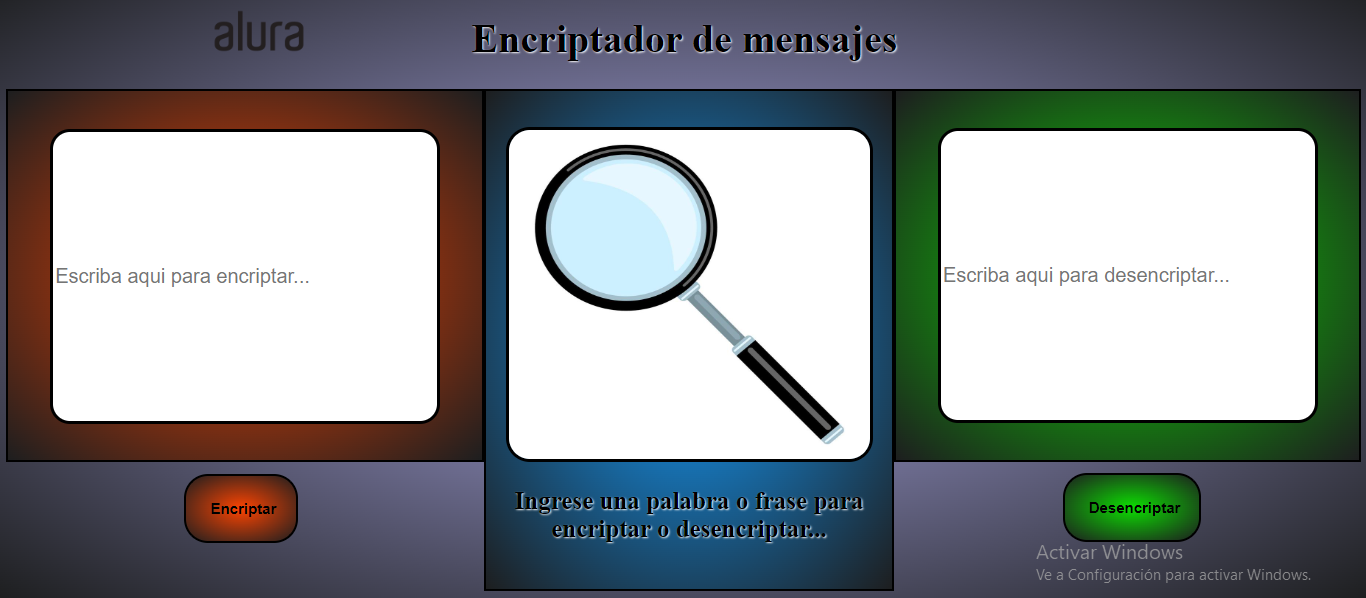 alura
Encriptador de mensajes
Escriba aqui para encriptar...
Escriba aqui para desencriptar...
Ingrese una palabra o frase para
encriptar o desencriptar...
Encriptar
Desencriptar
Activar Windows
Ve a Configuración para activar Windows.